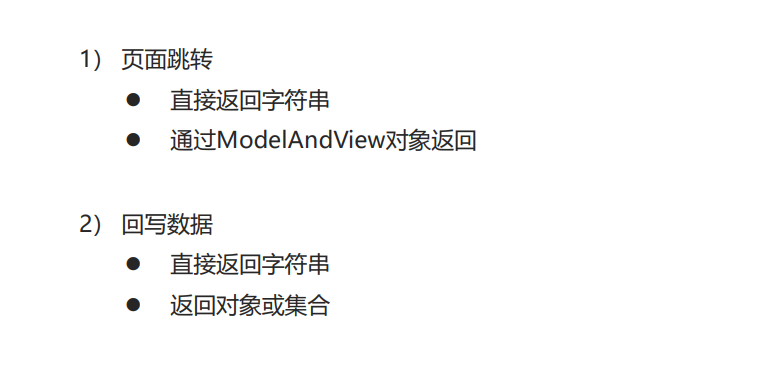 1） 页面跳转
● 直接返回字符串
● 通过ModelAndView对象返回
2） 回写数据
● 直接返回字符串
● 返回对象或集合